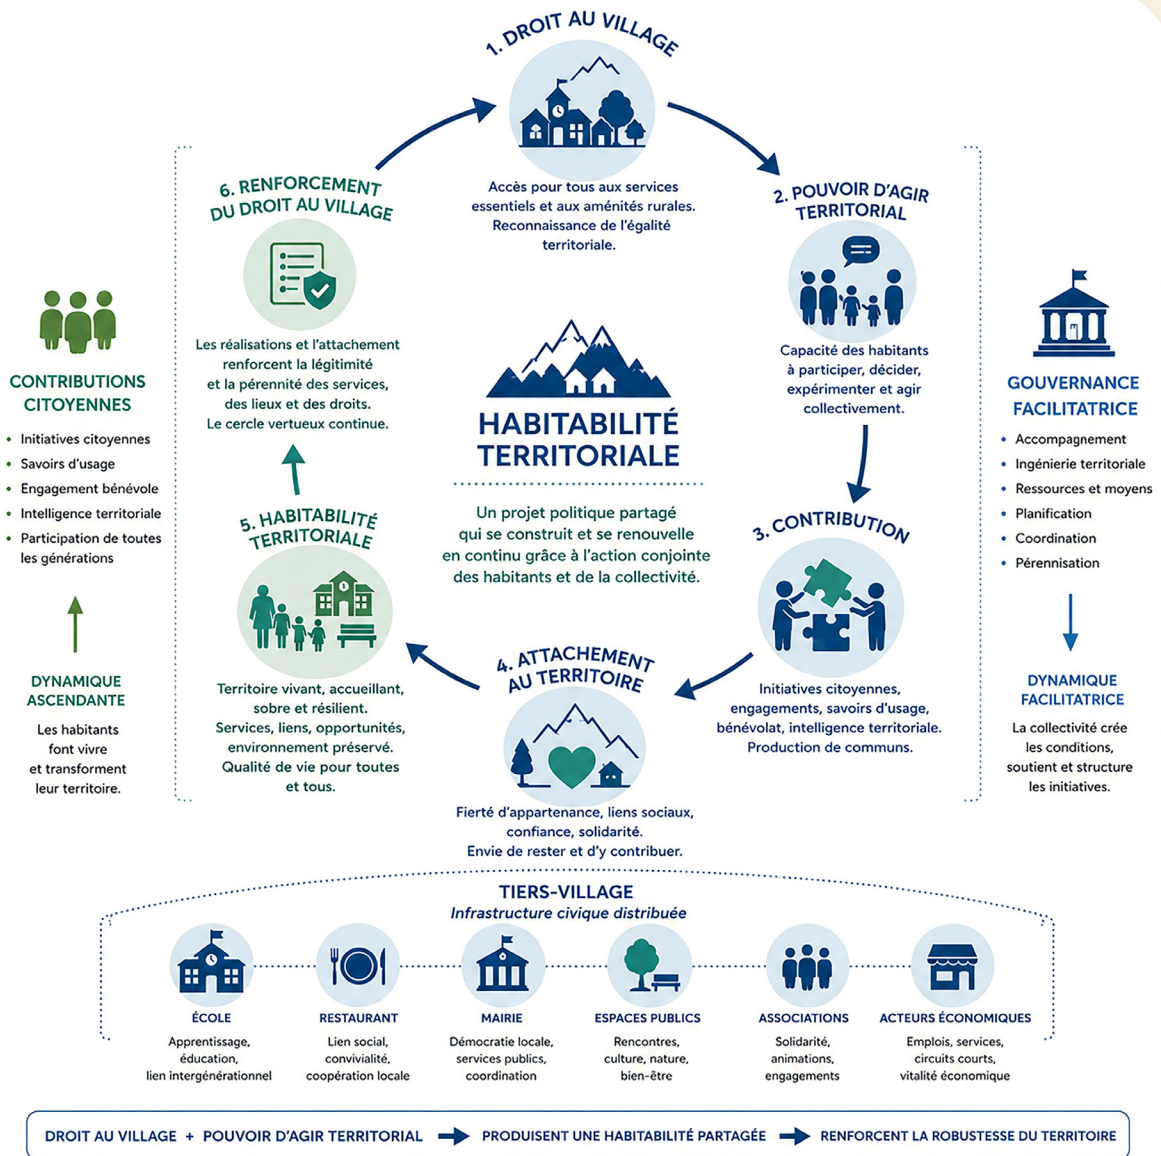 1. DROIT AU VILLAGE
Accès pour tous aux services
essentiels et aux aménités rurales.
Reconnaissance de l'égalité
territoriale.
2. POUVOIR D'AGIR
TERRITORIAL
Capacité des habitants
à participer, décider,
expérimenter et agir
collectivement.
3. CONTRIBUTION
Initiatives citoyennes,
engagements, savoirs d'usage,
bénévolat, intelligence territoriale.
Production de communs.
4. ATTACHEMENT
AU TERRITOIRE
Fierté d'appartenance, liens sociaux,
confiance, solidarité.
Envie de rester et d'y contribuer.
5. HABITABILITÉ
TERRITORIALE
Territoire vivant, accueillant,
sobre et résilient.
Services, liens, opportunités,
environnement préservé.
Qualité de vie pour toutes
et tous.
6. RENFORCEMENT
DU DROIT AU VILLAGE
Les réalisations et l'attachement
renforcent la légitimité
et la pérennité des services,
des lieux et des droits.
Le cercle vertueux continue.
HABITABILITÉ
TERRITORIALE
Un projet politique partagé
qui se construit et se renouvelle
en continu grâce à l'action conjointe
des habitants et de la collectivité.
CONTRIBUTIONS
CITOYENNES
• Initiatives citoyennes
• Savoirs d'usage
• Engagement bénévole
• Intelligence territoriale
• Participation de toutes
les générations
DYNAMIQUE
ASCENDANTE
Les habitants
font vivre
et transforment
leur territoire.
GOUVERNANCE
FACILITATRICE
• Accompagnement
• Ingénierie territoriale
• Ressources et moyens
• Planification
• Coordination
• Pérennisation
DYNAMIQUE
FACILITATRICE
La collectivité crée
les conditions,
soutient et structure
les initiatives.
TIERS-VILLAGE
Infrastructure civique distribuée
ÉCOLE
Apprentissage,
éducation,
lien intergénérationnel
RESTAURANT
Lien social,
convivialité,
coopération locale
MAIRIE
Démocratie locale,
services publics,
coordination
ESPACES PUBLICS
Rencontres,
culture, nature,
bien-être
ASSOCIATIONS
Solidarité,
animations,
engagements
ACTEURS ÉCONOMIQUES
Emplois, services,
circuits courts,
vitalité économique
DROIT AU VILLAGE + POUVOIR D'AGIR TERRITORIAL → PRODUISENT UNE HABITABILITÉ PARTAGÉE → RENFORCENT LA ROBUSTESSE DU TERRITOIRE